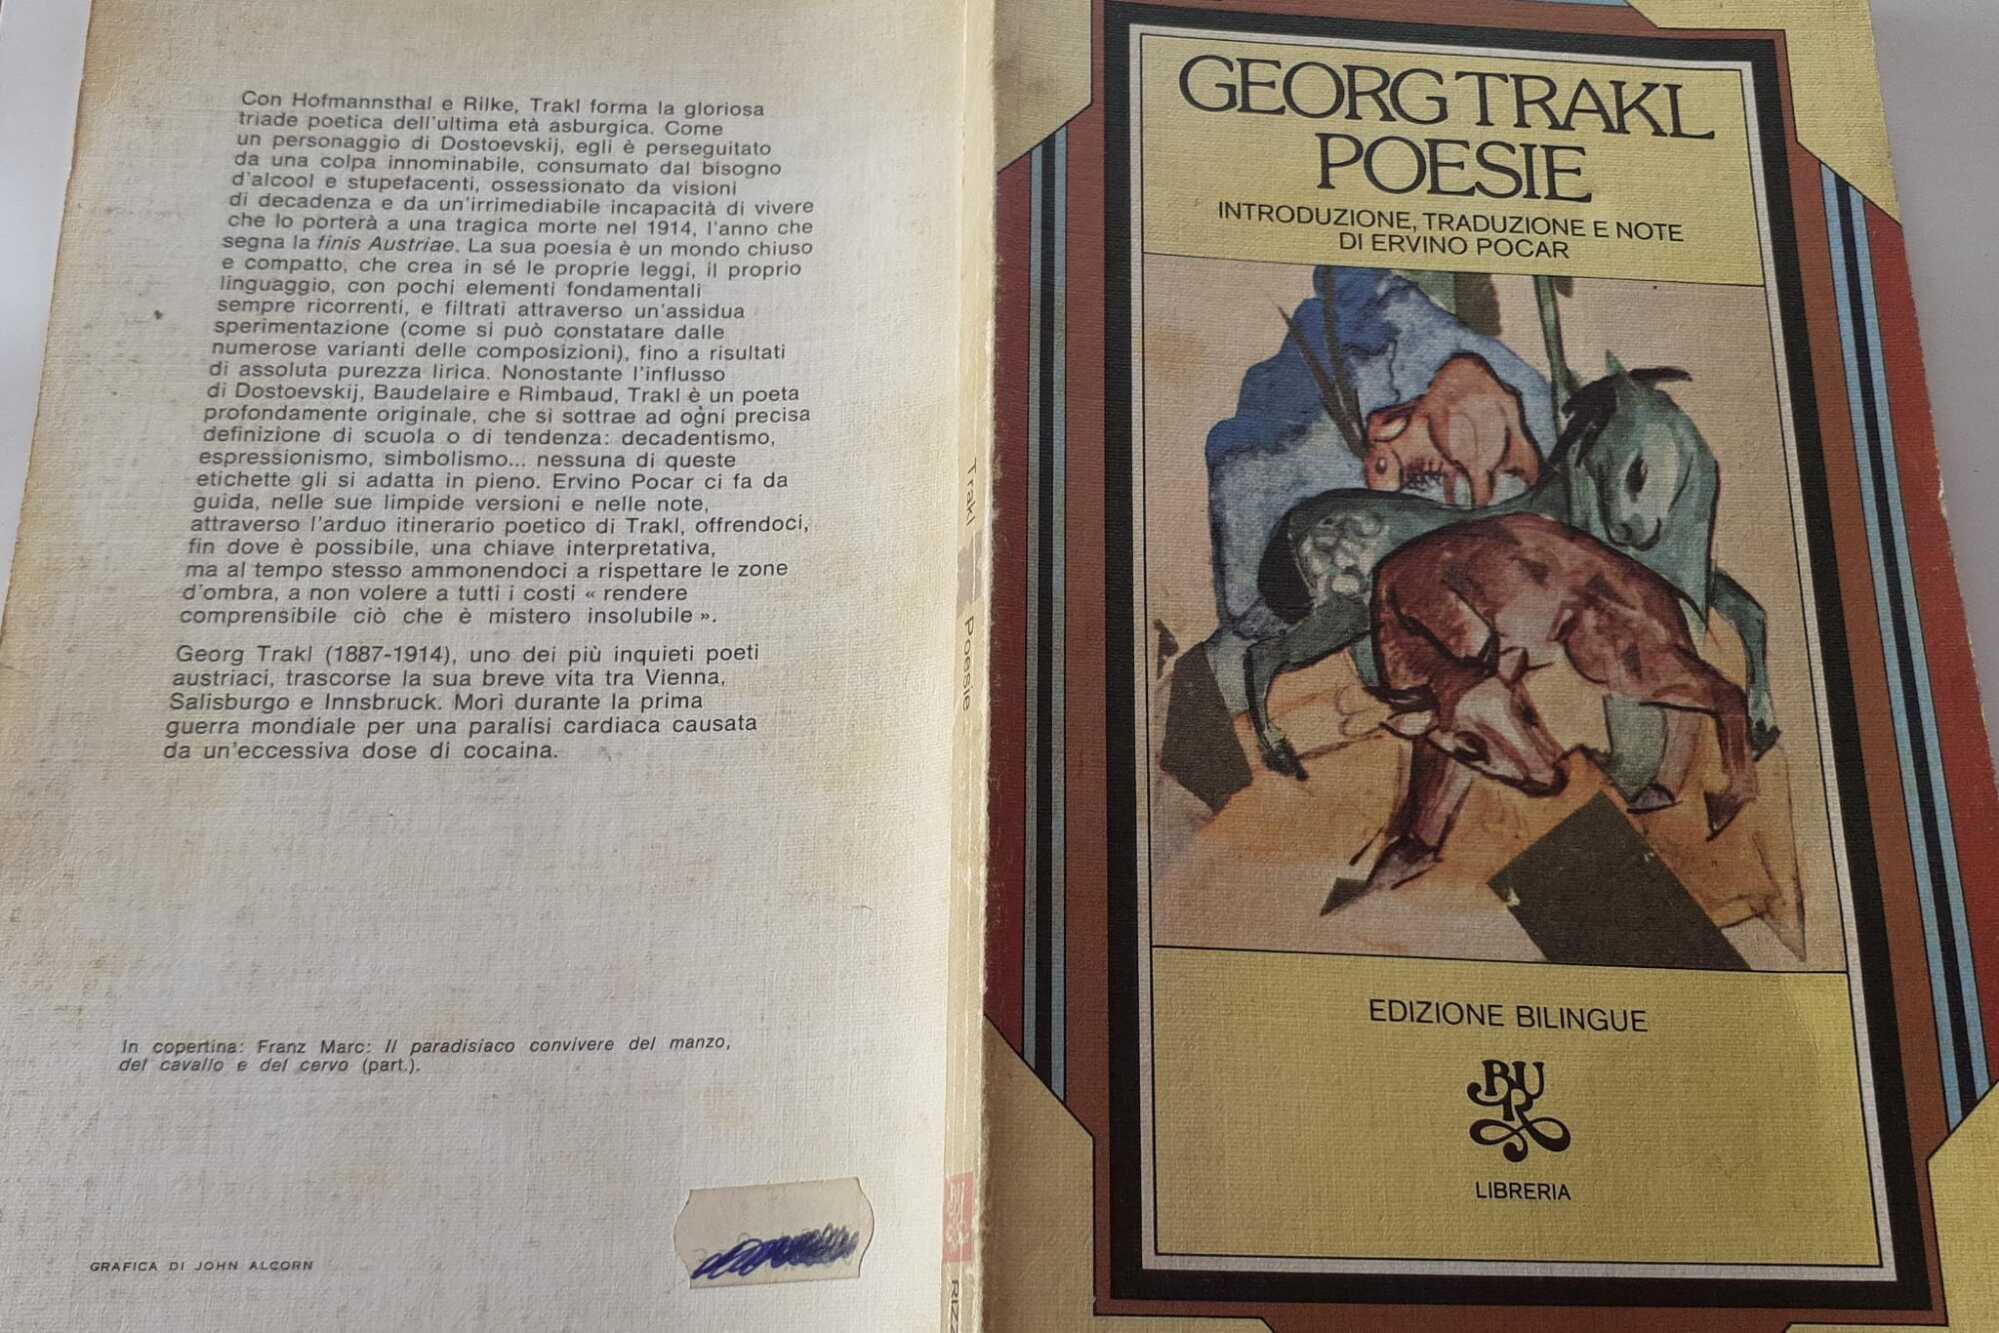 Con Hofmannsthal e Rilke, Trakl forma la gloriosa
triade poetica dell'ultima età asburgica. Come
un personaggio di Dostoevskij, egli è perseguitato
da una colpa innominabile, consumato dal bisogno
d'alcool e stupefacenti, ossessionato da visioni
di decadenza e da un'irrimediabile incapacità di vivere
che lo porterà a una tragica morte nel 1914, l'anno che
segna la finis Austriae. La sua poesia è un mondo chiuso
e compatto, che crea in sé le proprie leggi, il proprio
linguaggio, con pochi elementi fondamentali
sempre ricorrenti, e filtrati attraverso un'assidua
sperimentazione (come si può constatare dalle
numerose varianti delle composizioni), fino a risultati
di assoluta purezza lirica. Nonostante l'influsso
di Dostoevskij, Baudelaire e Rimbaud, Trakl è un poeta
profondamente originale, che si sottrae ad ogni precisa
definizione di scuola o di tendenza: decadentismo,
espressionismo, simbolismo... nessuna di queste
etichette gli si adatta in pieno. Ervino Pocar ci fa da
guida, nelle sue limpide versioni e nelle note,
attraverso l'arduo itinerario poetico di Trakl, offrendoci,
fin dove è possibile, una chiave interpretativa,
ma al tempo stesso ammonendoci a rispettare le zone
d'ombra, a non volere a tutti i costi « rendere
comprensibile ciò che è mistero insolubile ».
Georg Trakl (1887-1914), uno dei più inquieti poeti
austriaci, trascorse la sua breve vita tra Vienna,
Salisburgo e Innsbruck. Morì durante la prima
guerra mondiale per una paralisi cardiaca causata
da un'eccessiva dose di cocaina.
In copertina: Franz Marc: Il paradisiaco convivere del manzo,
del cavallo e del cervo (part.).
GRAFICA DI JOHN ALCORN
Trakl Poesie
BUR
RIZZ
GEORG TRAKL
POESIE
INTRODUZIONE, TRADUZIONE E NOTE
DI ERVINO POCAR
EDIZIONE BILINGUE
BUR
LIBRERIA